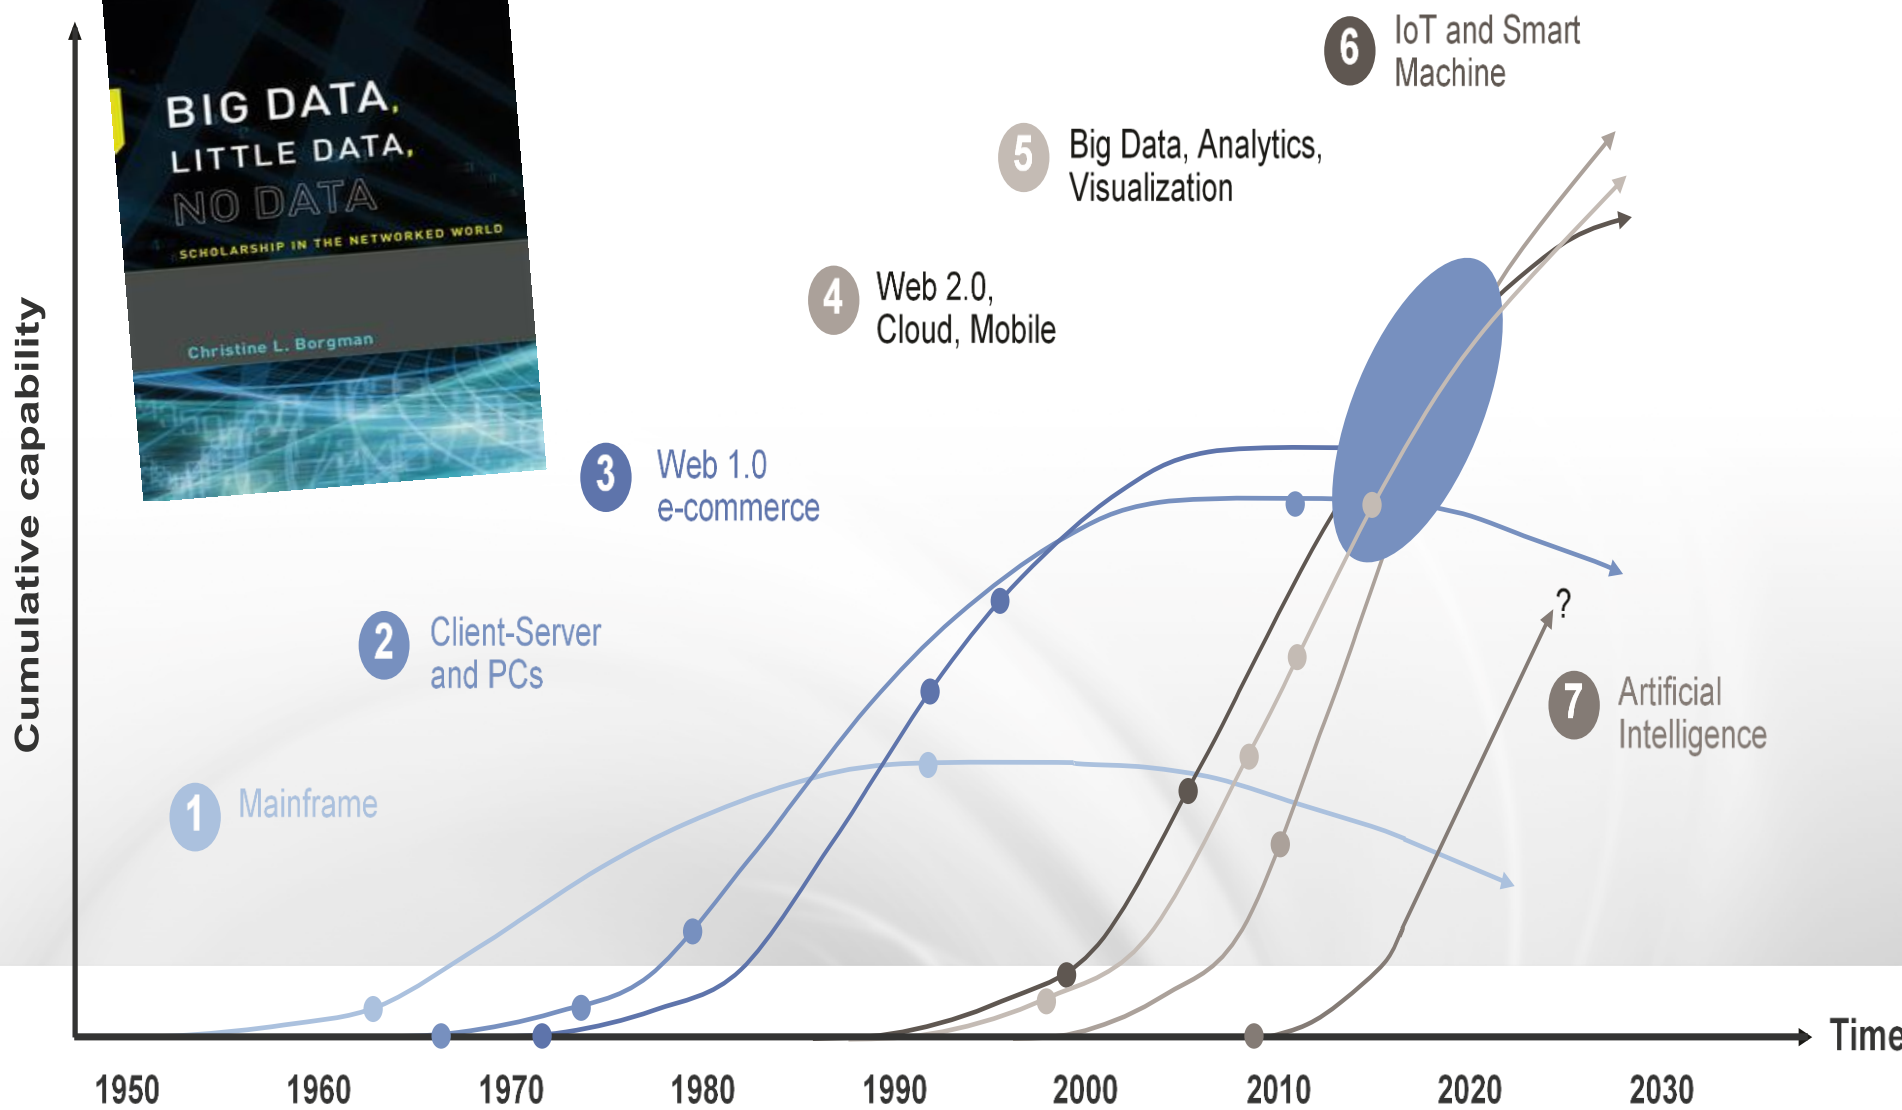 BIG DATA,
LITTLE DATA,
NO DATA
SCHOLARSHIP IN THE NETWORKED WORLD
Christine L. Borgman
6 IoT and Smart
Machine
5 Big Data, Analytics,
Visualization
4 Web 2.0,
Cloud, Mobile
3 Web 1.0
e-commerce
2 Client-Server
and PCs
1 Mainframe
?
7 Artificial
Intelligence
Cumulative capability
Time
1950 1960 1970 1980 1990 2000 2010 2020 2030